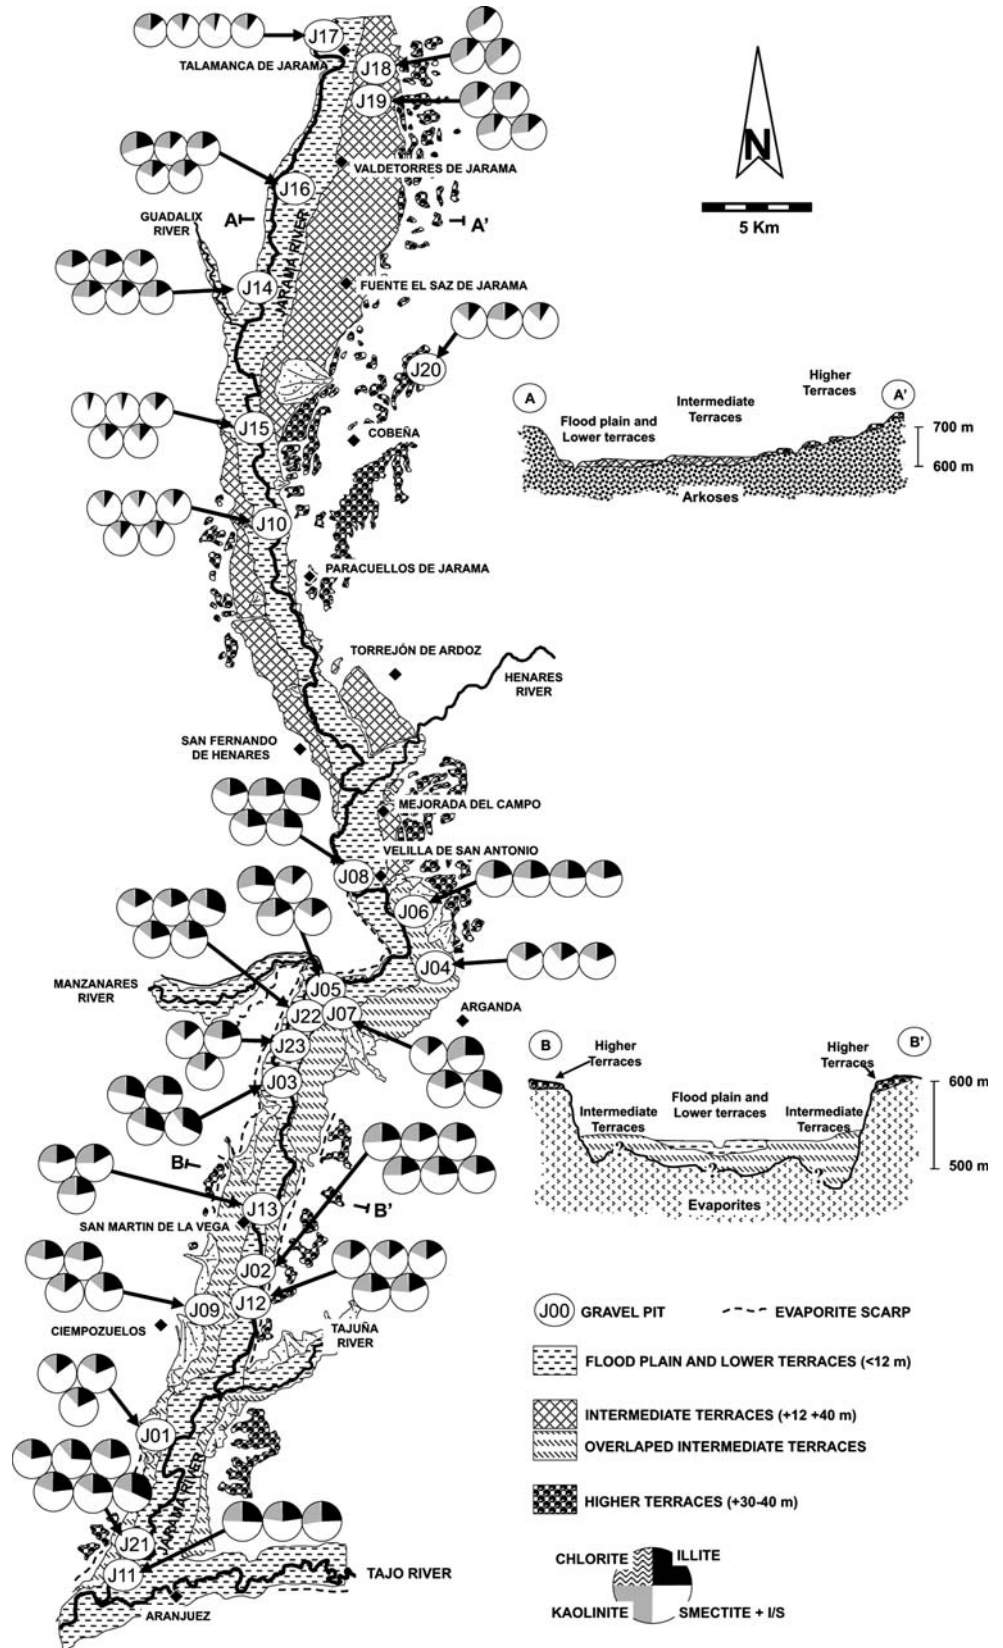 J17
TALAMANCA DE JARAMA
J18
J19
N
VALDETORRES DE JARAMA
5 Km
J16
A
A'
GUADALIX
RIVER
JARAMA RIVER
J14
FUENTE EL SAZ DE JARAMA
J20
Higher
Terraces
A
A'
Intermediate
Terraces
Flood plain and
Lower terraces
700 m
600 m
Arkoses
J15
COBEÑA
J10
PARACUELLOS DE JARAMA
TORREJÓN DE ARDOZ
HENARES
RIVER
SAN FERNANDO
DE HENARES
MEJORADA DEL CAMPO
VELILLA DE SAN ANTONIO
J08
J06
J04
MANZANARES
RIVER
J05
J22
J07
ARGANDA
J23
J03
B
B'
Higher
Terraces
Higher
Terraces
600 m
Flood plain and
Lower terraces
Intermediate
Terraces
Intermediate
Terraces
?
?
?
500 m
Evaporites
B
B'
J13
SAN MARTIN DE LA VEGA
J02
J12
J09
CIEMPOZUELOS
TAJUÑA
RIVER
J00 GRAVEL PIT
EVAPORITE SCARP
FLOOD PLAIN AND LOWER TERRACES (<12 m)
INTERMEDIATE TERRACES (+12 +40 m)
OVERLAPED INTERMEDIATE TERRACES
HIGHER TERRACES (+30-40 m)
J01
JARAMA RIVER
J21
J11
TAJO RIVER
ARANJUEZ
CHLORITE
ILLITE
KAOLINITE
SMECTITE + I/S